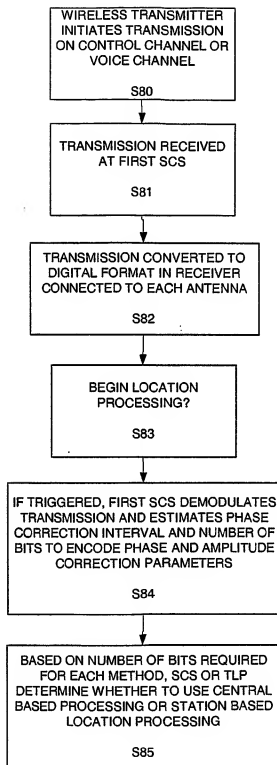 WIRELESS TRANSMITTER
INITIATES TRANSMISSION
ON CONTROL CHANNEL OR
VOICE CHANNEL
S80
TRANSMISSION RECEIVED
AT FIRST SCS
S81
TRANSMISSION CONVERTED TO
DIGITAL FORMAT IN RECEIVER
CONNECTED TO EACH ANTENNA
S82
BEGIN LOCATION
PROCESSING?
S83
IF TRIGGERED, FIRST SCS DEMODULATES
TRANSMISSION AND ESTIMATES PHASE
CORRECTION INTERVAL AND NUMBER OF
BITS TO ENCODE PHASE AND AMPLITUDE
CORRECTION PARAMETERS
S84
BASED ON NUMBER OF BITS REQUIRED
FOR EACH METHOD, SCS OR TLP
DETERMINE WHETHER TO USE CENTRAL
BASED PROCESSING OR STATION BASED
LOCATION PROCESSING
S85